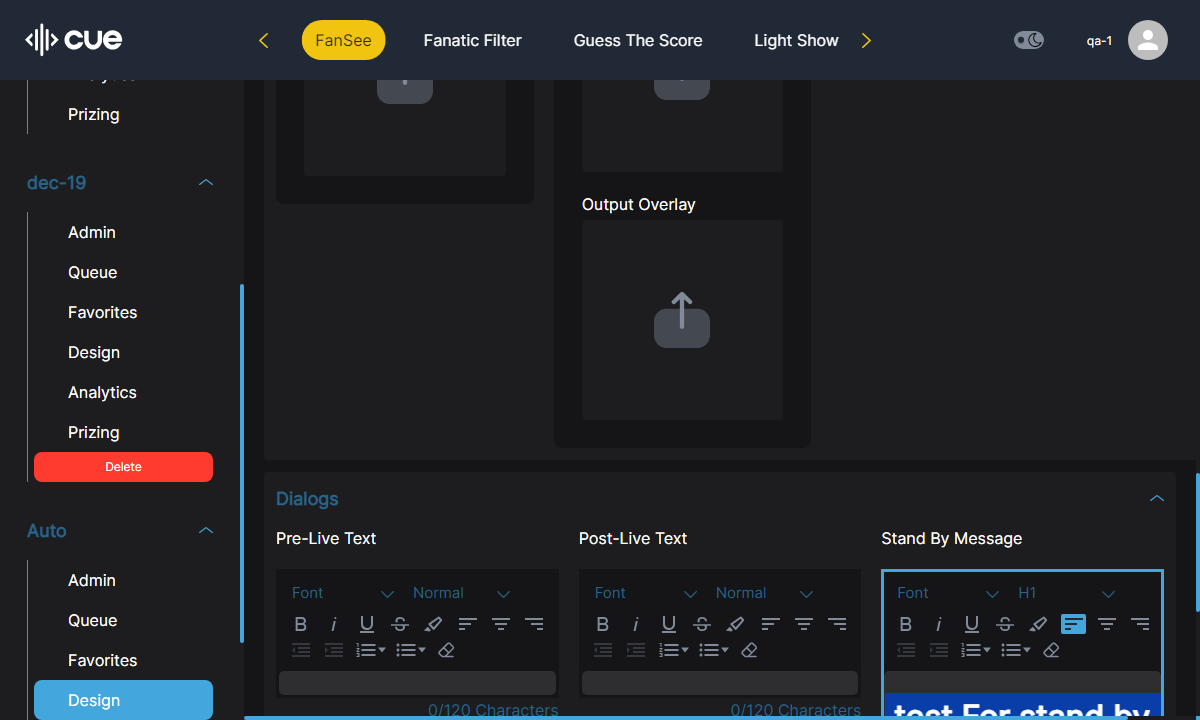 cue
FanSee
Fanatic Filter
Guess The Score
Light Show
qa-1
Prizing
dec-19
Admin
Queue
Favorites
Design
Analytics
Prizing
Delete
Auto
Admin
Queue
Favorites
Design
Output Overlay
Dialogs
Pre-Live Text
Post-Live Text
Stand By Message
Font Normal
Font Normal
Font H1
0/120 Characters
0/120 Characters
test For stand by